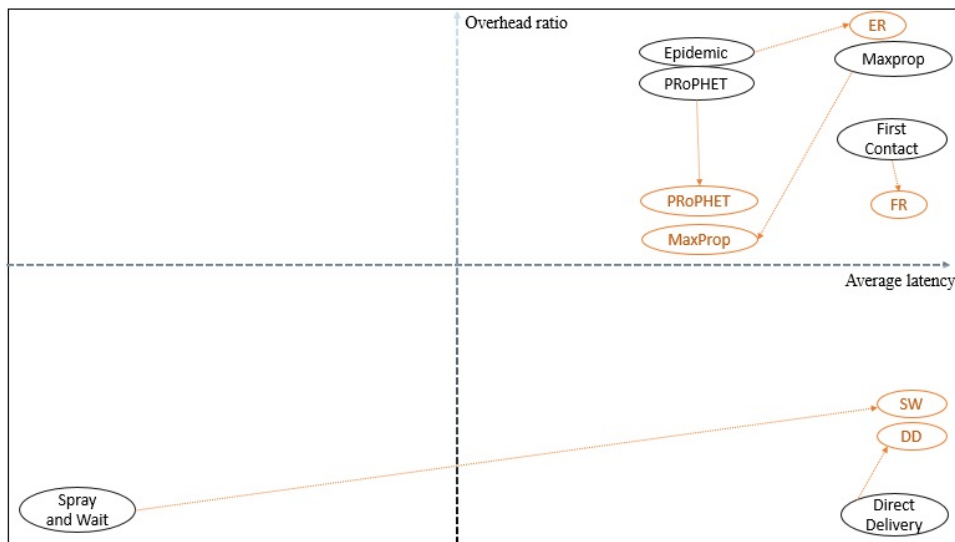 Overhead ratio
ER
Epidemic
Maxprop
PRoPHET
First
Contact
PRoPHET
FR
MaxProp
Average latency
SW
DD
Spray
and Wait
Direct
Delivery